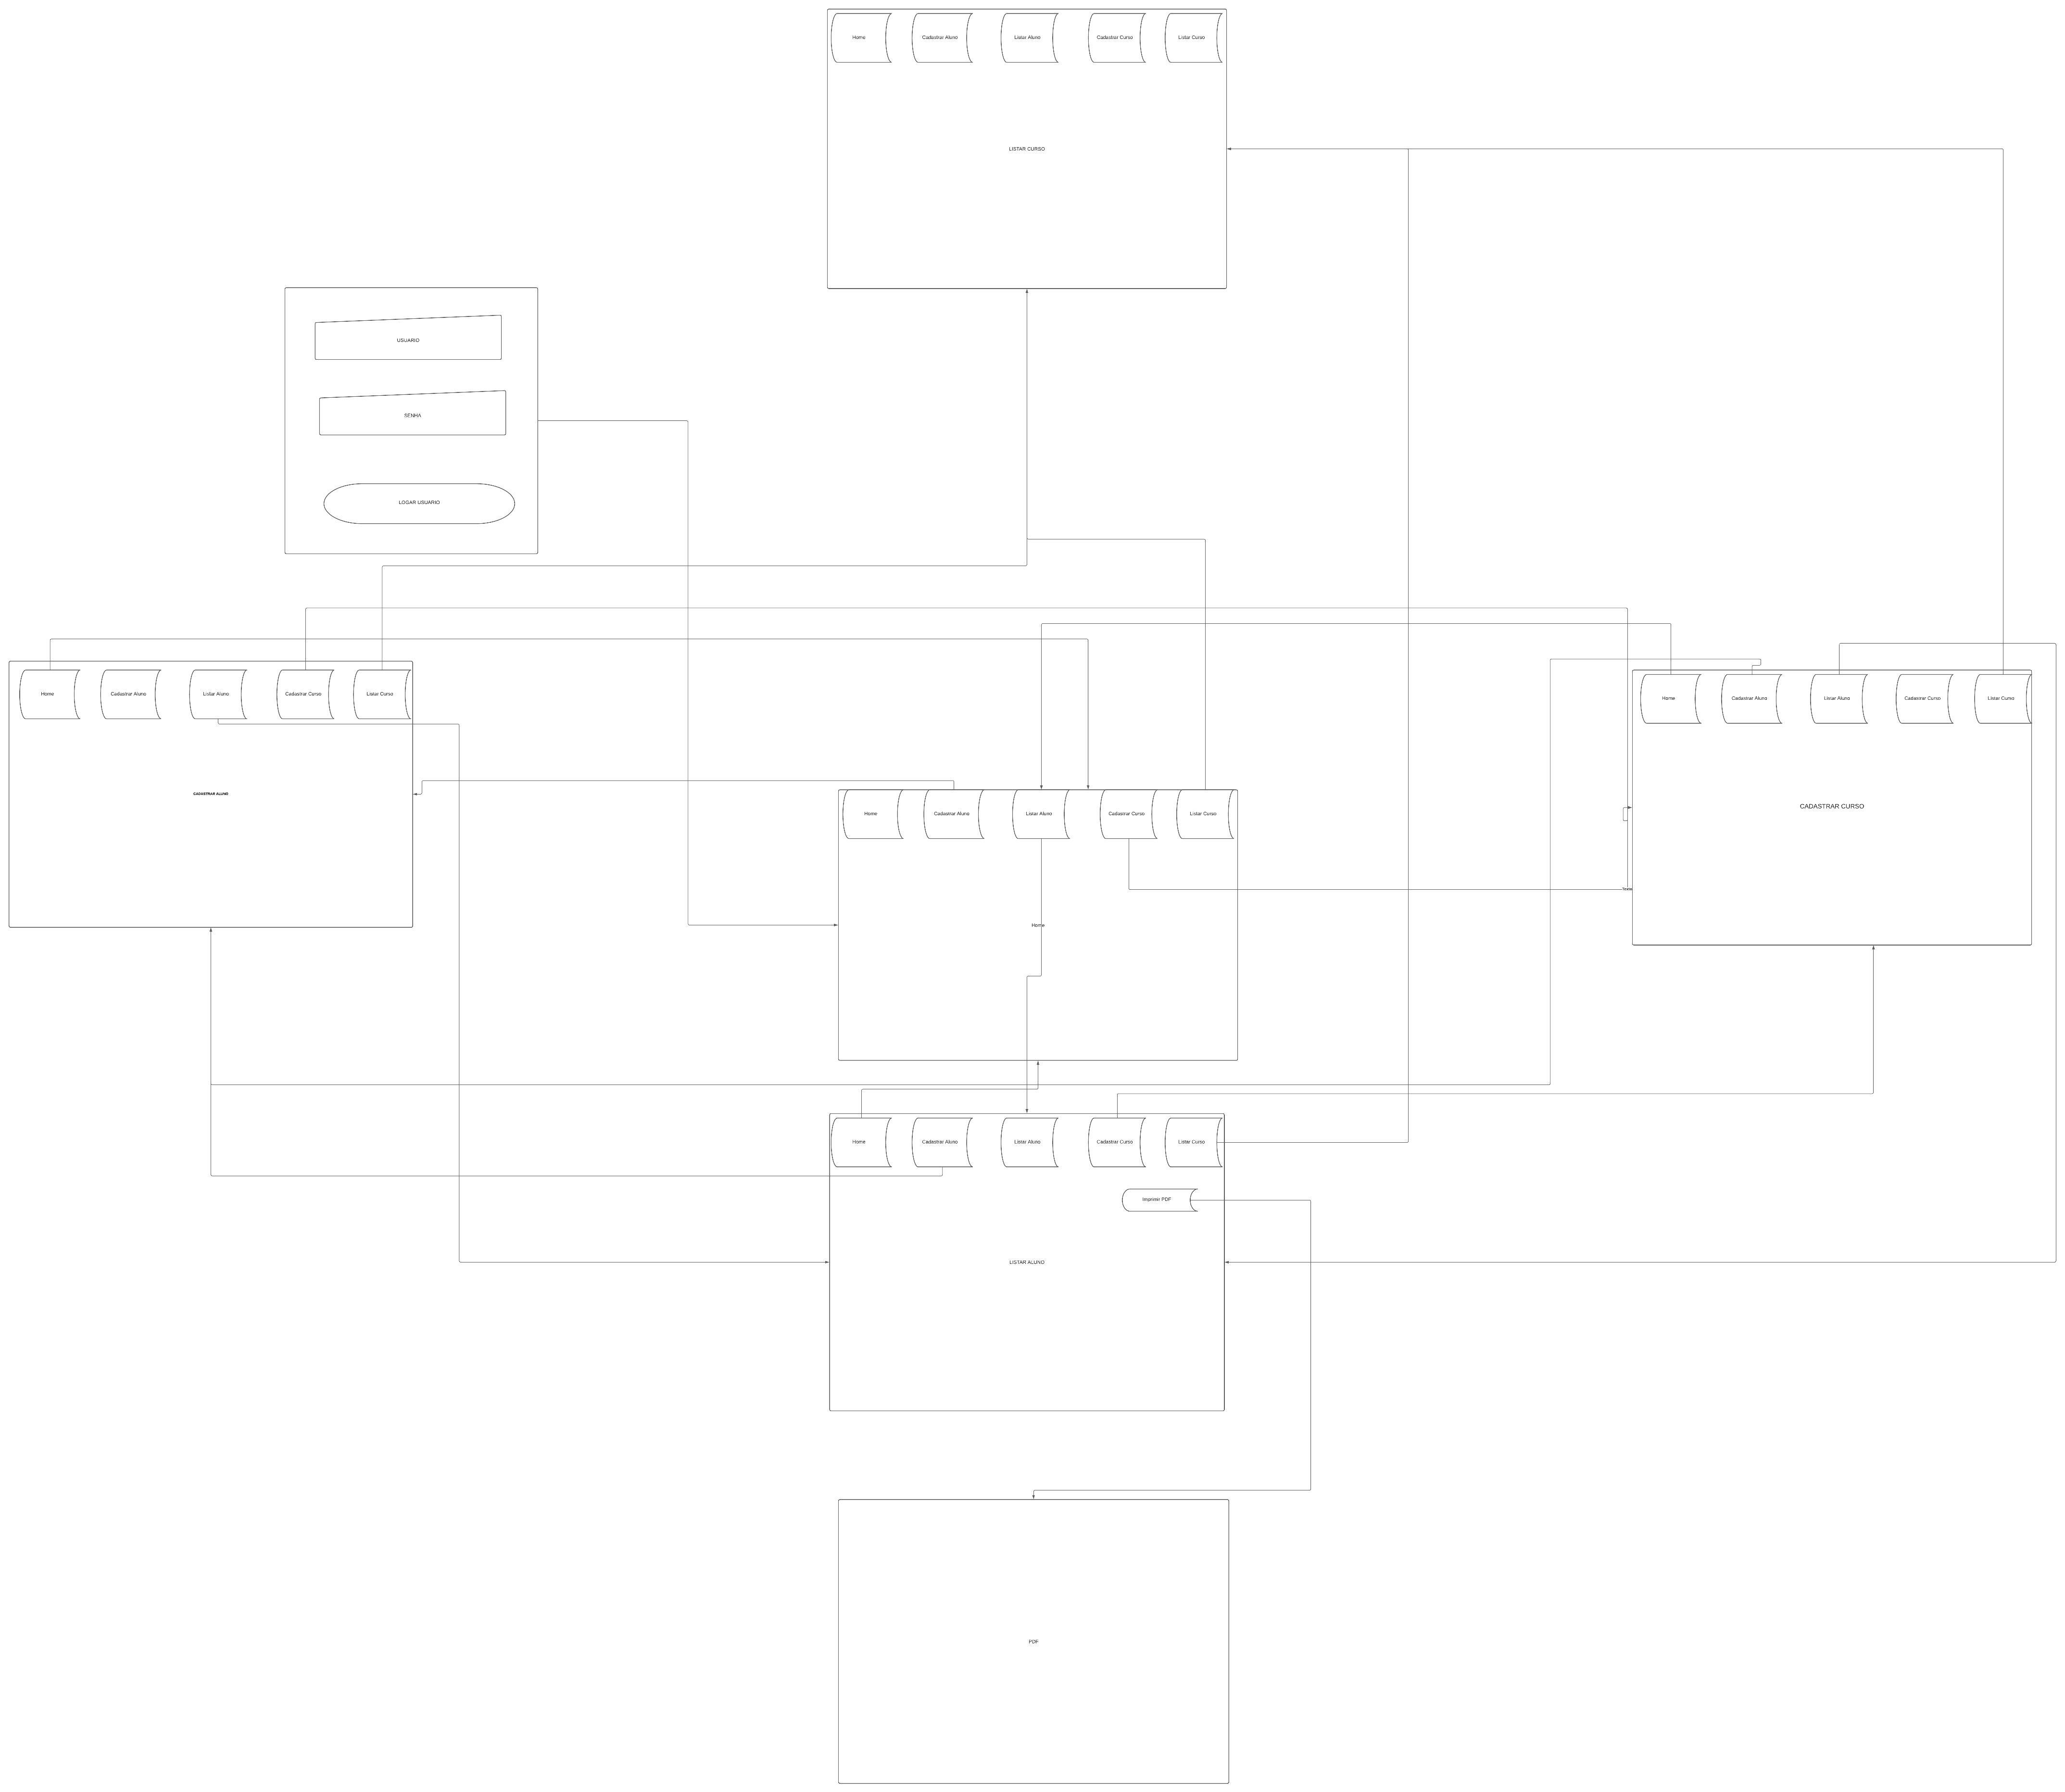 Home
Cadastrar Aluno
Listar Aluno
Cadastrar Curso
Listar Curso
LISTAR CURSO
USUARIO
SENHA
LOGAR USUARIO
Home
Cadastrar Aluno
Listar Aluno
Cadastrar Curso
Listar Curso
CADASTRAR ALUNO
Home
Cadastrar Aluno
Listar Aluno
Cadastrar Curso
Listar Curso
CADASTRAR CURSO
Home
Cadastrar Aluno
Listar Aluno
Cadastrar Curso
Listar Curso
Home
Home
Cadastrar Aluno
Listar Aluno
Cadastrar Curso
Listar Curso
Imprimir PDF
LISTAR ALUNO
PDF